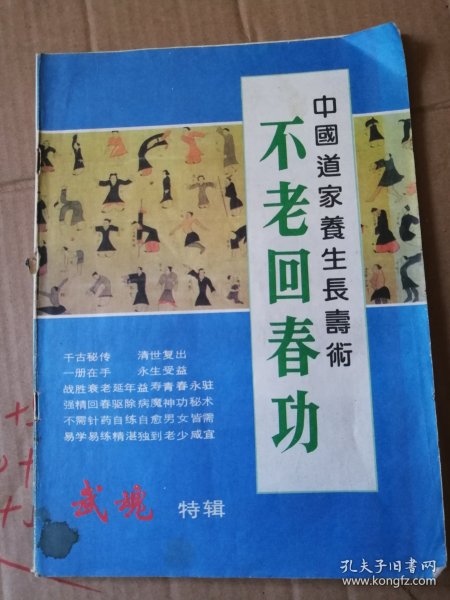 中國道家養生長壽術
不老回春功
千古秘传 清世复出
一册在手 永生受益
战胜衰老延年益寿青春永驻
强精回春驱除病魔神功秘术
不需针药自练自愈男女皆需
易学易练精湛独到老少咸宜
武魂 特辑
孔夫子旧书网
www.kongfz.com